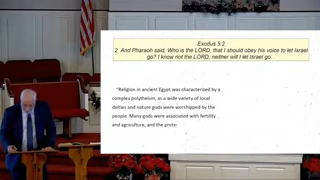 Exodus 5:2
2 And Pharaoh said, Who is the LORD, that I should obey his voice to let Israel
go? I know not the LORD, neither will I let Israel go.
"Religion in ancient Egypt was characterized by a
complex polytheism, as a wide variety of local
deities and nature gods were worshipped by the
people. Many gods were associated with fertility
and agriculture, and the prote